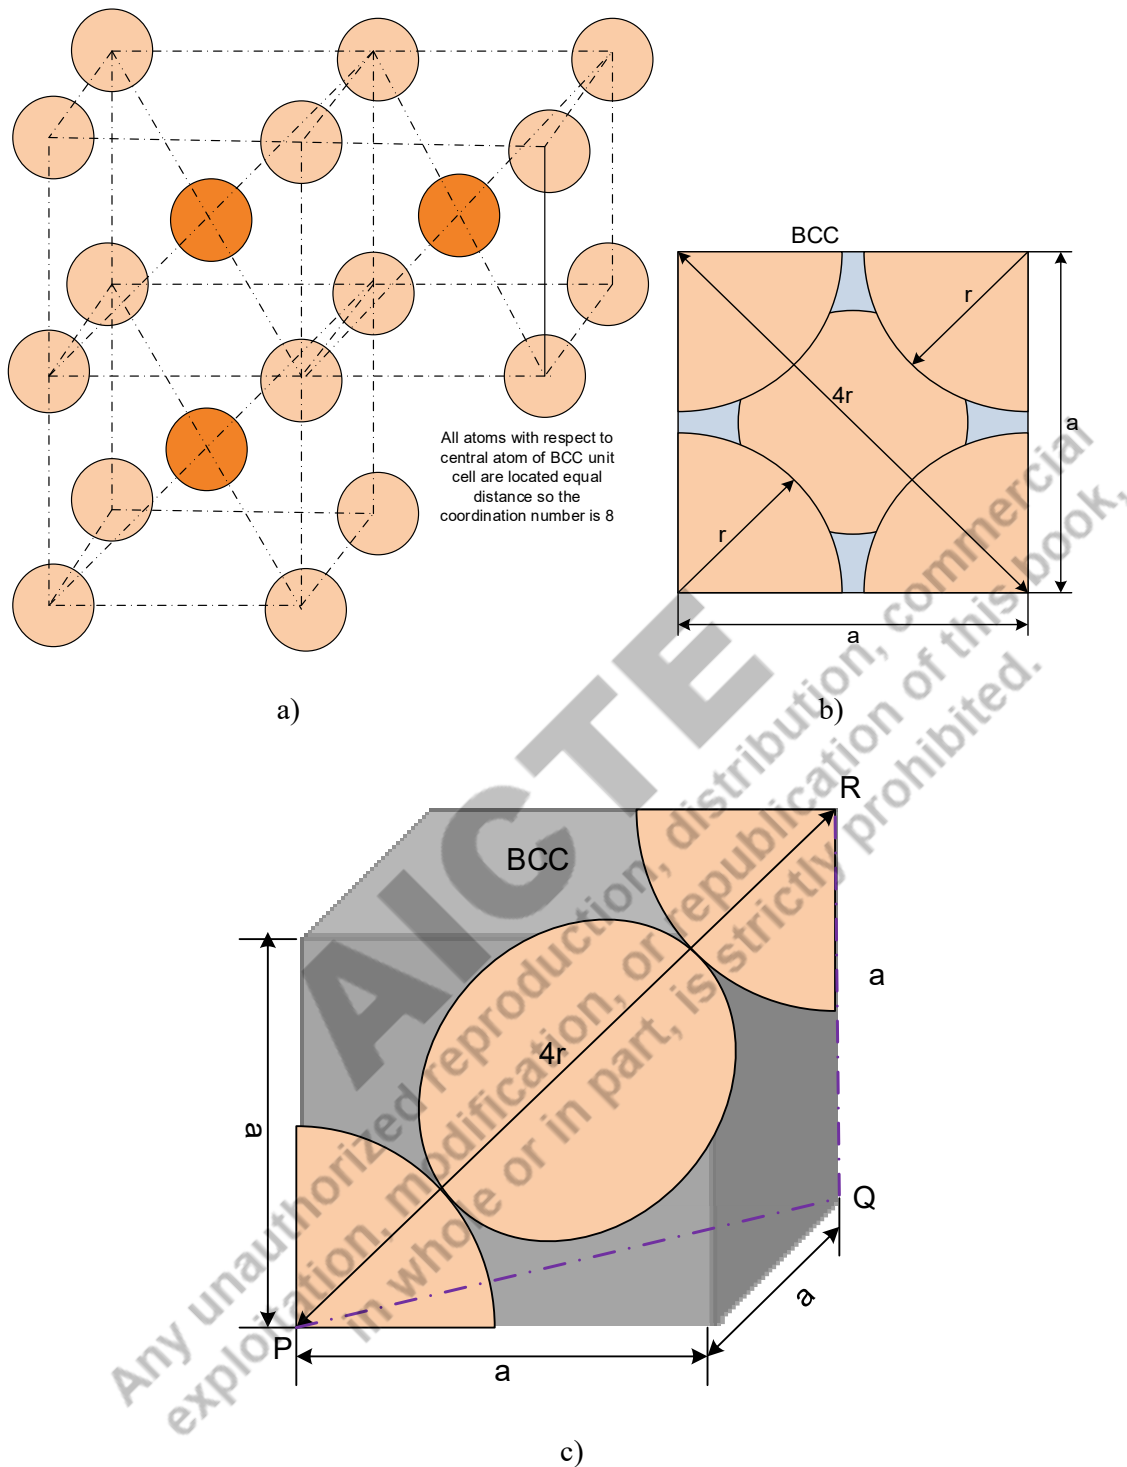 All atoms with respect to
central atom of BCC unit
cell are located equal
distance so the
coordination number is 8
a)
BCC
r
4r
a
r
a
b)
R
BCC
a
4r
a
Q
a
P
a
c)
AICTE
Any unauthorized reproduction, distribution, commercial
exploitation, modification, or republication of this book,
in whole or in part, is strictly prohibited.